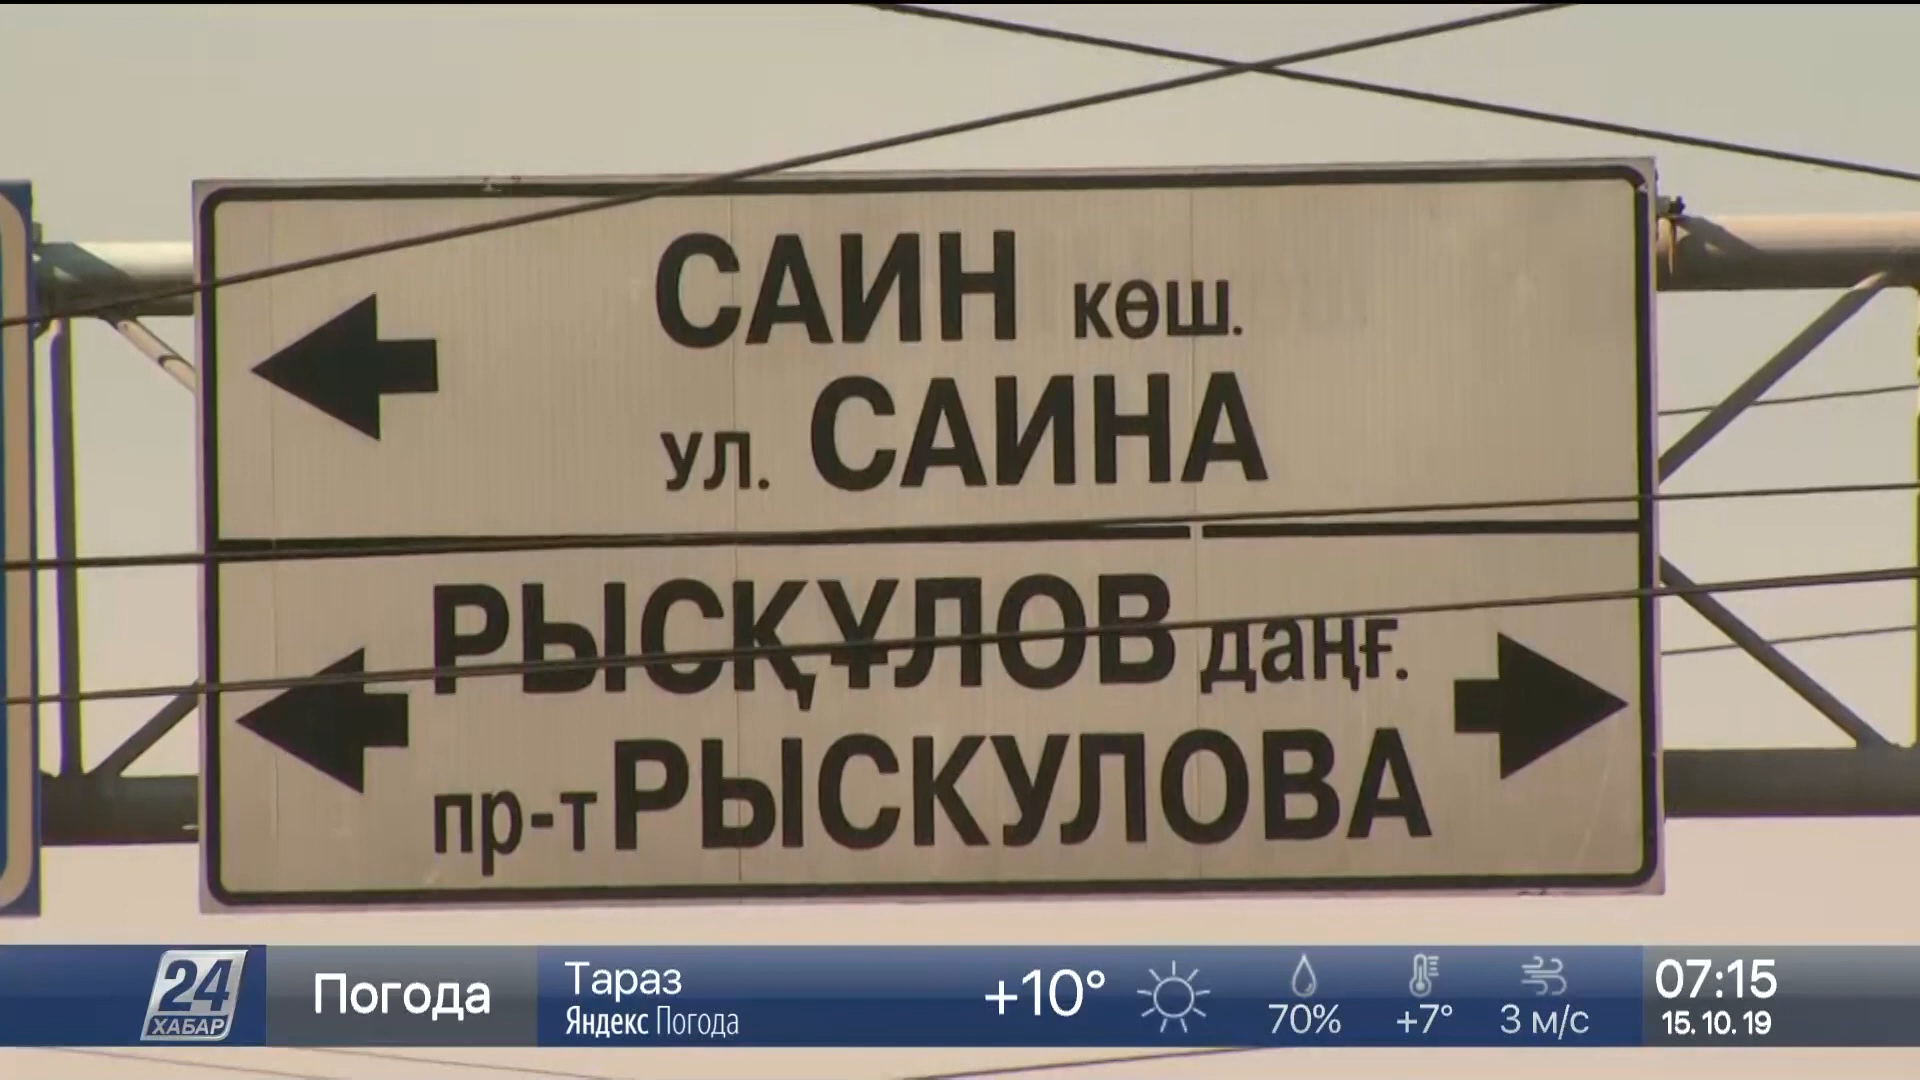 САИН көш.
ул. САИНА
РЫСҚҰЛОВ даңғ.
пр-т РЫСКУЛОВА
24
ХАБАР
Погода
Тараз
Яндекс Погода
+10°
70%
+7°
3 м/с
07:15
15.10.19